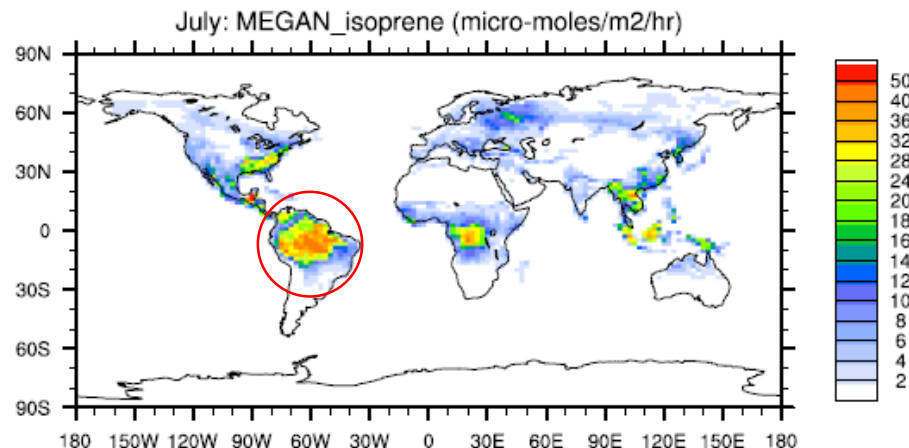 July: MEGAN_isoprene (micro-moles/m2/hr)
90N
60N
30N
0
30S
60S
90S
180 150W 120W 90W 60W 30W 0 30E 60E 90E 120E 150E 180
50
40
36
32
28
24
20
18
16
14
12
10
8
6
4
2